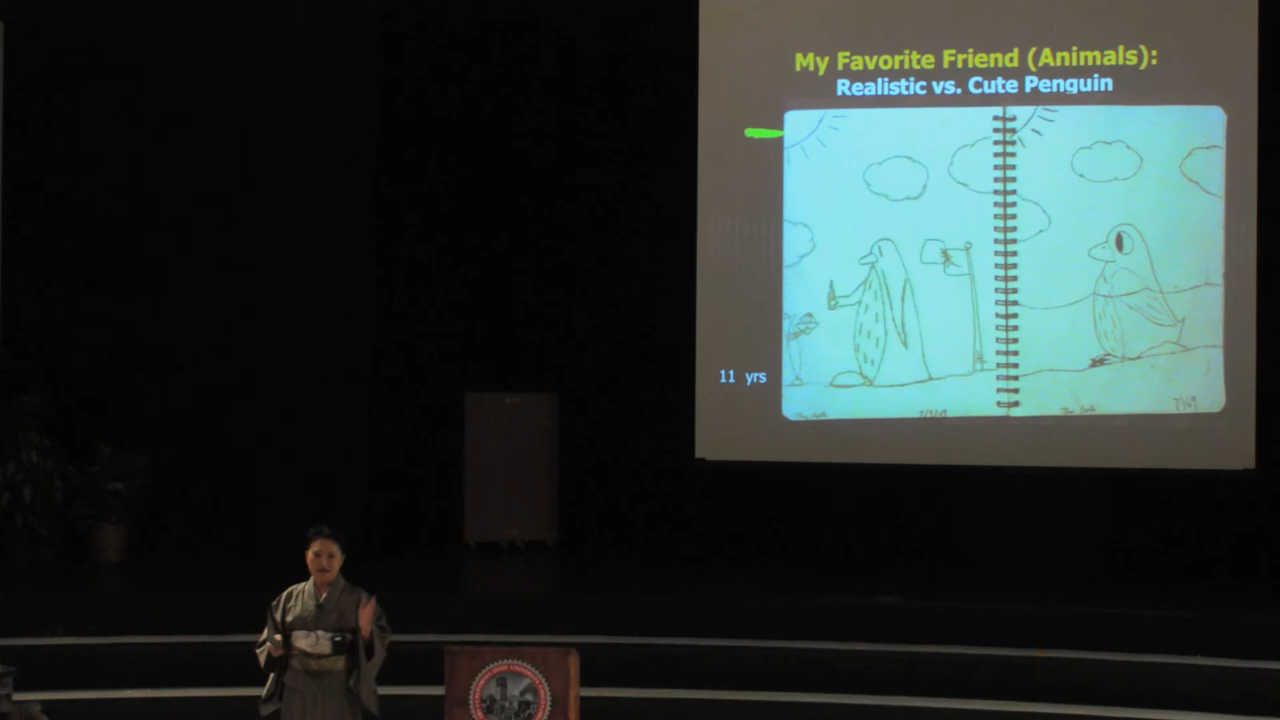 My Favorite Friend (Animals):
Realistic vs. Cute Penguin
11 yrs